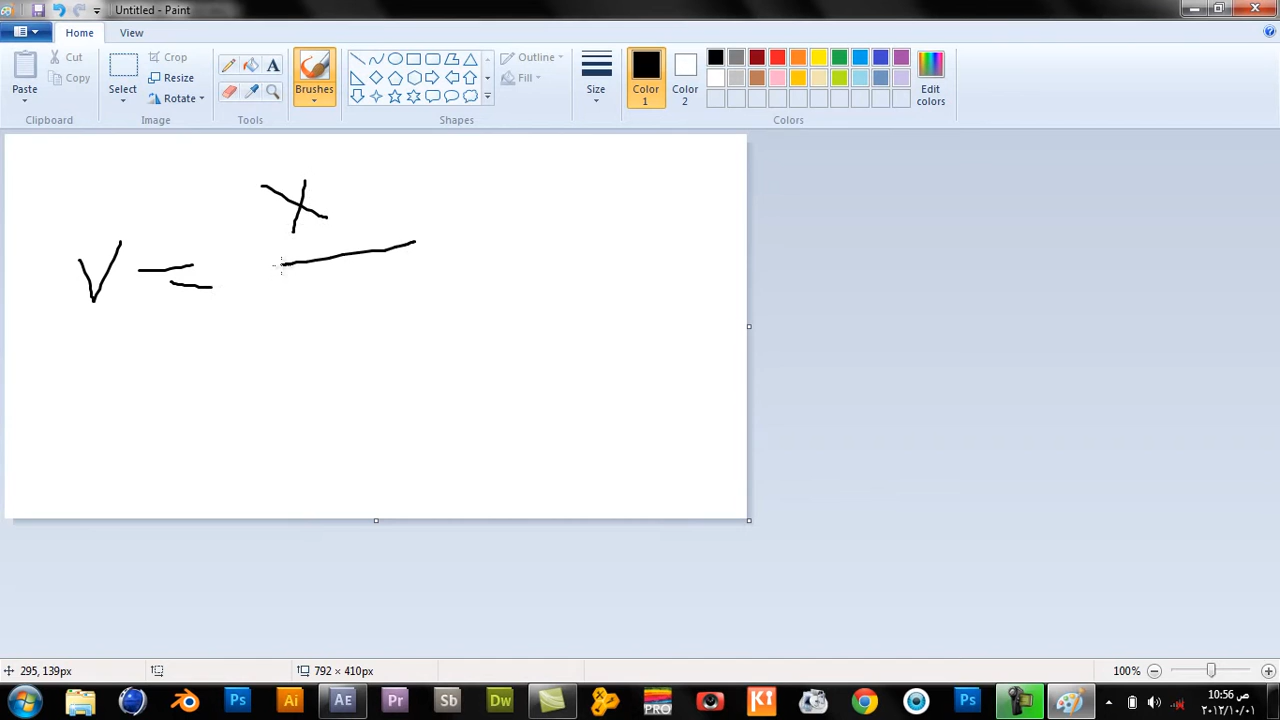 Untitled - Paint
Home View
Paste
Cut
Copy
Clipboard
Select
Crop
Resize
Rotate
Image
Tools
Brushes
Shapes
Outline
Fill
Size
Color 1
Color 2
Edit colors
Colors
X
V =
295, 139px
792 × 410px
100%
Ps Ai Ae Pr Sb Dw PRO K! Ps
10:56 ص
٢٠١٢/١٠/٠١